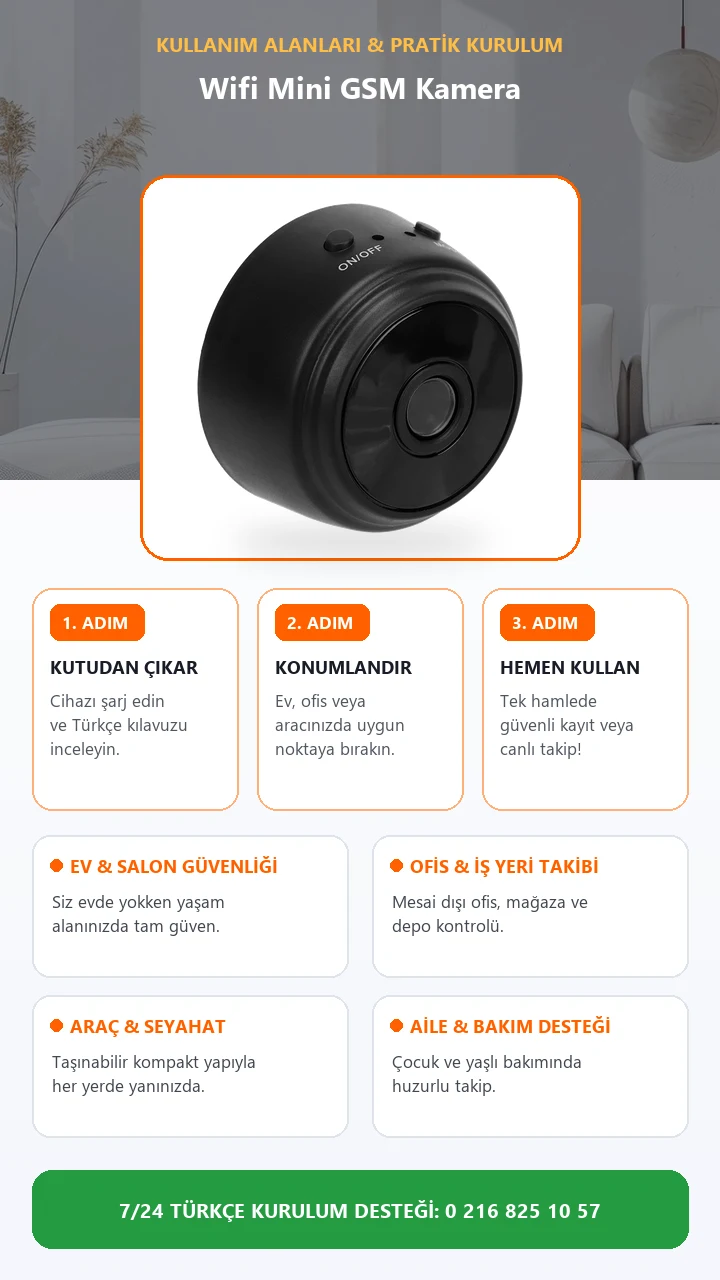 KULLANIM ALANLARI & PRATİK KURULUM
Wifi Mini GSM Kamera
ON/OFF
1. ADIM
KUTUDAN ÇIKAR
Cihazı şarj edin
ve Türkçe kılavuzu
inceleyin.
2. ADIM
KONUMLANDIR
Ev, ofis veya
aracınızda uygun
noktaya bırakın.
3. ADIM
HEMEN KULLAN
Tek hamlede
güvenli kayıt veya
canlı takip!
EV & SALON GÜVENLİĞİ
Siz evde yokken yaşam
alanınızda tam güven.
OFİS & İŞ YERİ TAKİBİ
Mesai dışı ofis, mağaza ve
depo kontrolü.
ARAÇ & SEYAHAT
Taşınabilir kompakt yapıyla
her yerde yanınızda.
AİLE & BAKIM DESTEĞİ
Çocuk ve yaşlı bakımında
huzurlu takip.
7/24 TÜRKÇE KURULUM DESTEĞİ: 0 216 825 10 57